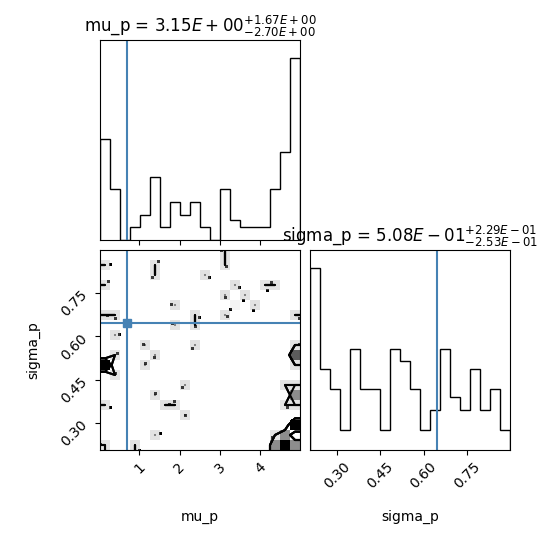 mu_p = 3.15E + 00+1.67E+00−2.70E+00
sigma_p = 5.08E − 01+2.29E−01−2.53E−01
sigma_p
0.75
0.60
0.45
0.30
1
2
3
4
mu_p
0.30
0.45
0.60
0.75
sigma_p